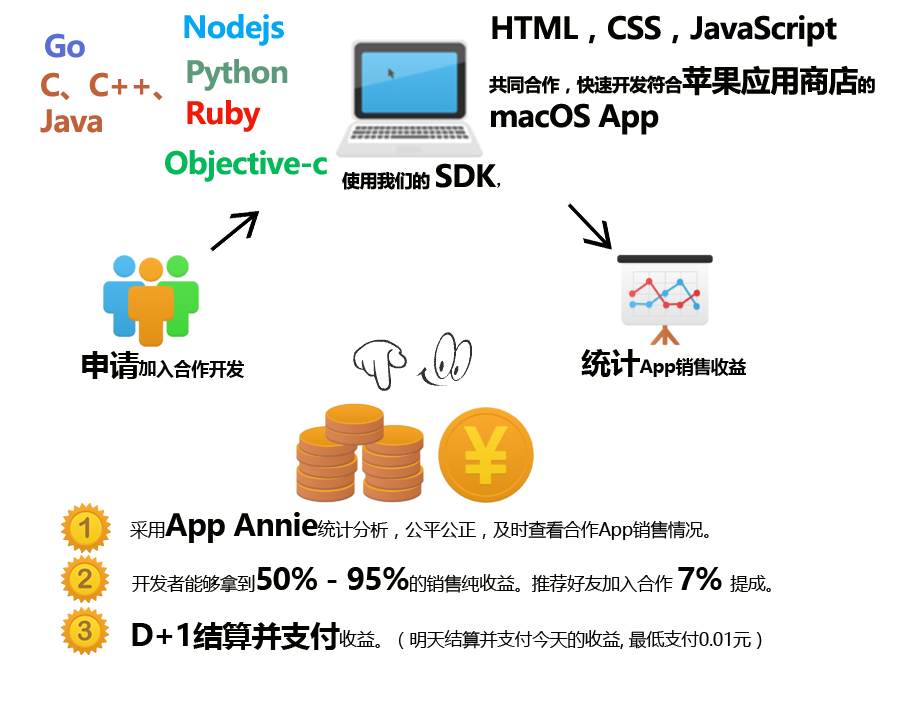 Go
C、C++、
Java
Nodejs
Python
Ruby
Objective-c
HTML，CSS，JavaScript
共同合作，快速开发符合苹果应用商店的
macOS App
使用我们的 SDK,
申请加入合作开发
统计App销售收益
¥
1 采用App Annie统计分析，公平公正，及时查看合作App销售情况。
2 开发者能够拿到50% - 95%的销售纯收益。推荐好友加入合作 7% 提成。
3 D+1结算并支付收益。（明天结算并支付今天的收益, 最低支付0.01元）